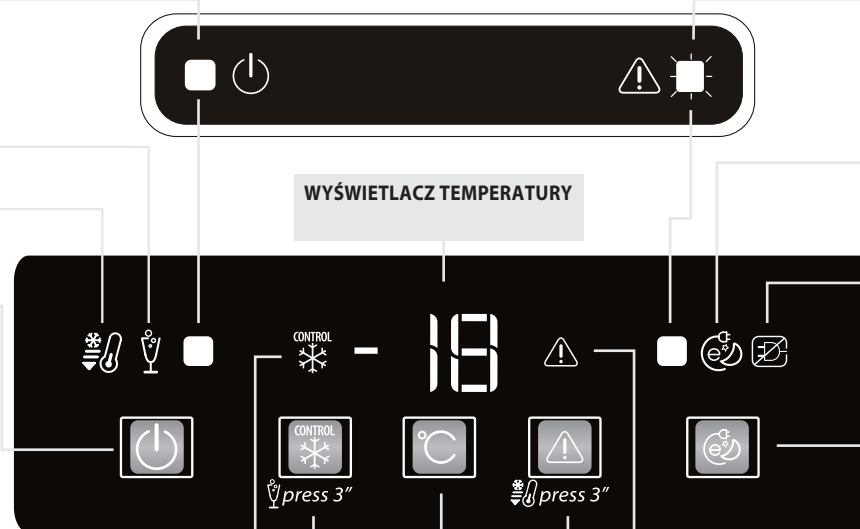 WYŚWIETLACZ TEMPERATURY
CONTROL
-18
CONTROL
°C
press 3”
press 3”